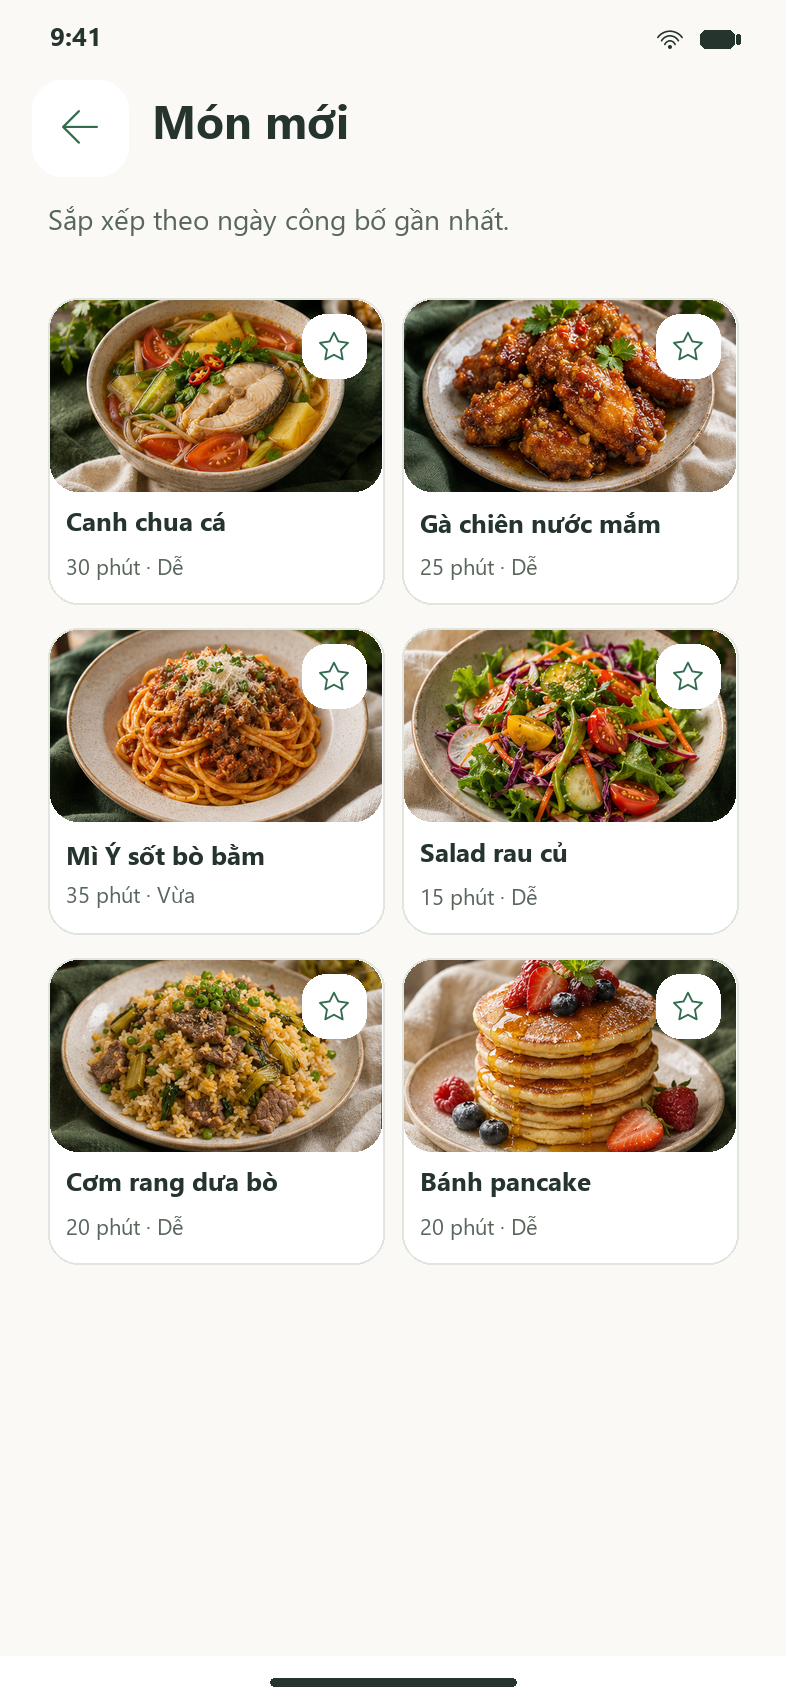 9:41
Món mới
Sắp xếp theo ngày công bố gần nhất.
Canh chua cá
30 phút · Dễ
Gà chiên nước mắm
25 phút · Dễ
Mì Ý sốt bò bằm
35 phút · Vừa
Salad rau củ
15 phút · Dễ
Cơm rang dưa bò
20 phút · Dễ
Bánh pancake
20 phút · Dễ